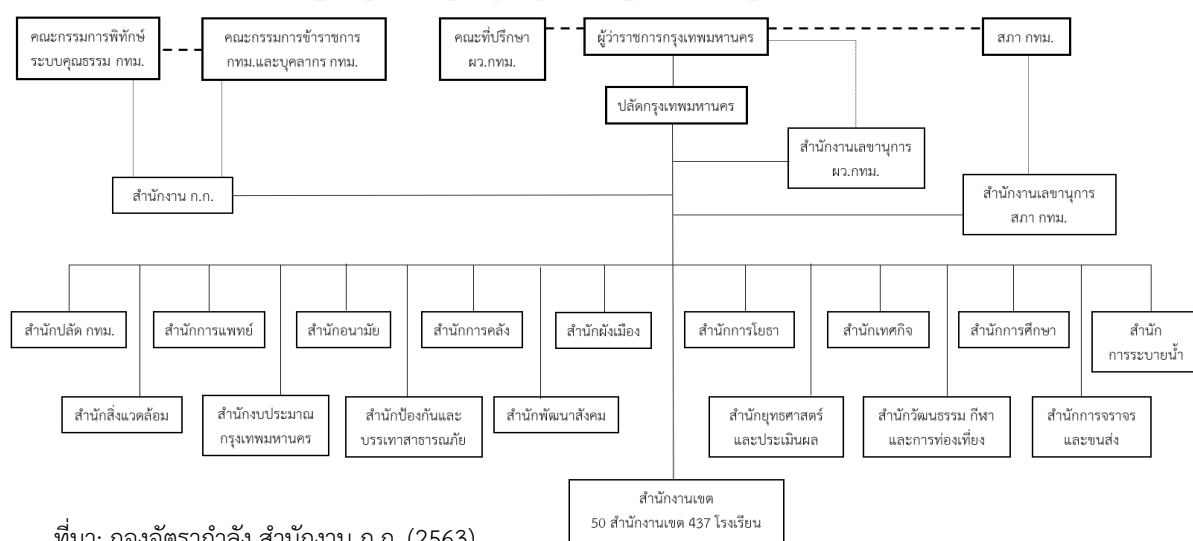 คณะกรรมการพิทักษ์
ระบบคุณธรรม กทม.
คณะกรรมการข้าราชการ
กทม.และบุคลากร กทม.
คณะที่ปรึกษา
ผว.กทม.
ผู้ว่าราชการกรุงเทพมหานคร
สภา กทม.
ปลัดกรุงเทพมหานคร
สำนักงานเลขานุการ
ผว.กทม.
สำนักงาน ก.ก.
สำนักงานเลขานุการ
สภา กทม.
สำนักปลัด กทม.
สำนักการแพทย์
สำนักอนามัย
สำนักการคลัง
สำนักผังเมือง
สำนักการโยธา
สำนักเทศกิจ
สำนักการศึกษา
สำนัก
การระบายน้ำ
สำนักสิ่งแวดล้อม
สำนักงบประมาณ
กรุงเทพมหานคร
สำนักป้องกันและ
บรรเทาสาธารณภัย
สำนักพัฒนาสังคม
สำนักยุทธศาสตร์
และประเมินผล
สำนักวัฒนธรรม กีฬา
และการท่องเที่ยง
สำนักการจราจร
และขนส่ง
สำนักงานเขต
50 สำนักงานเขต 437 โรงเรียน
ที่มา: กองอัตรากำลัง สำนักงาน ก.ก. (2563)